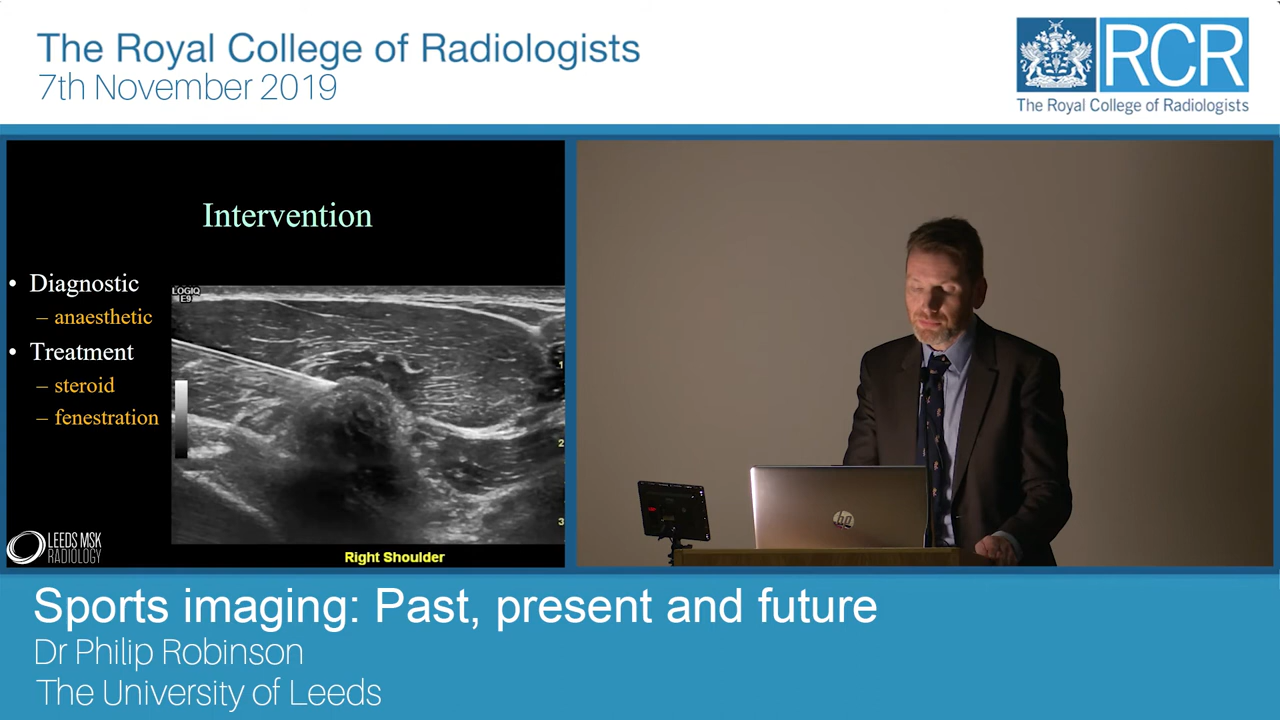 The Royal College of Radiologists
7th November 2019
RCR
The Royal College of Radiologists
Intervention
• Diagnostic
– anaesthetic
• Treatment
– steroid
– fenestration
LOGIQ
E9
1
2
3
Right Shoulder
LEEDS MSK
RADIOLOGY
hp
Sports imaging: Past, present and future
Dr Philip Robinson
The University of Leeds